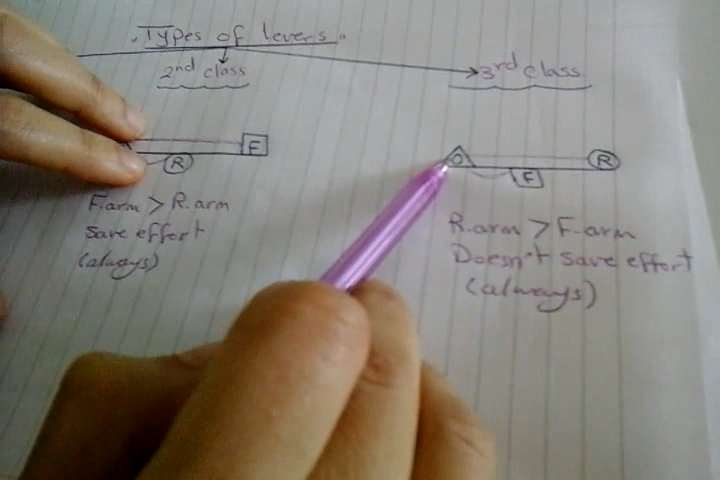 Types of levers
2nd class
3rd class
F
R
O
F
R
F.arm > R.arm
save effort
(always)
R.arm > F.arm
Doesn't save effort
(always)